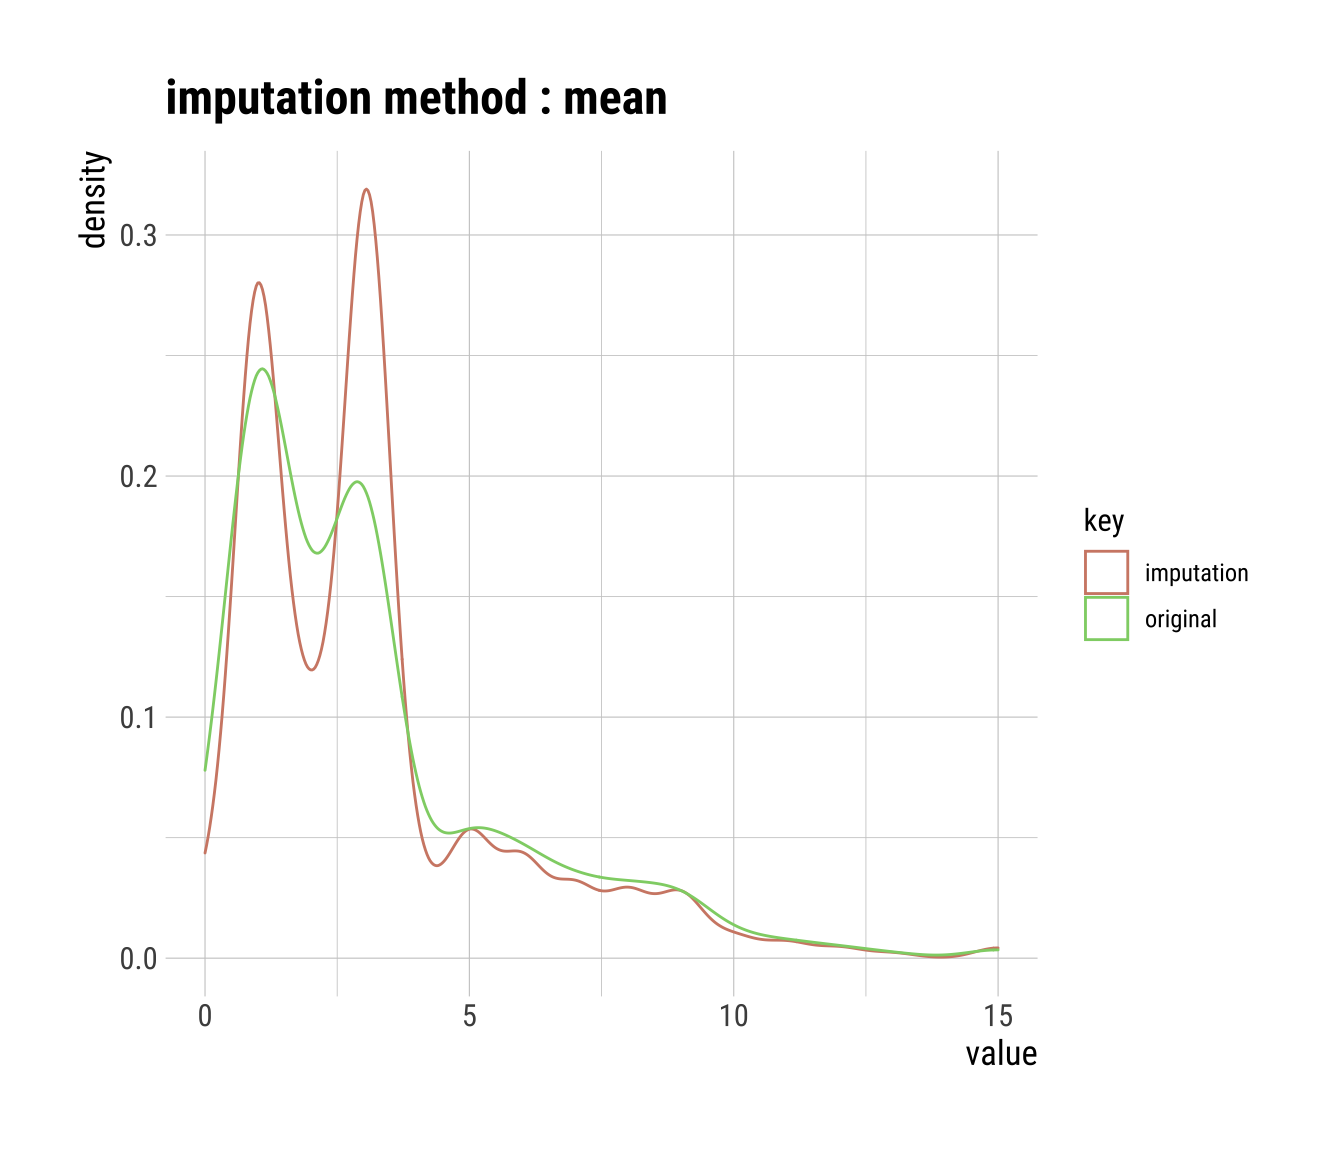 imputation method : mean
density
0.3
0.2
0.1
0.0
0 5 10 15
value
key
imputation
original